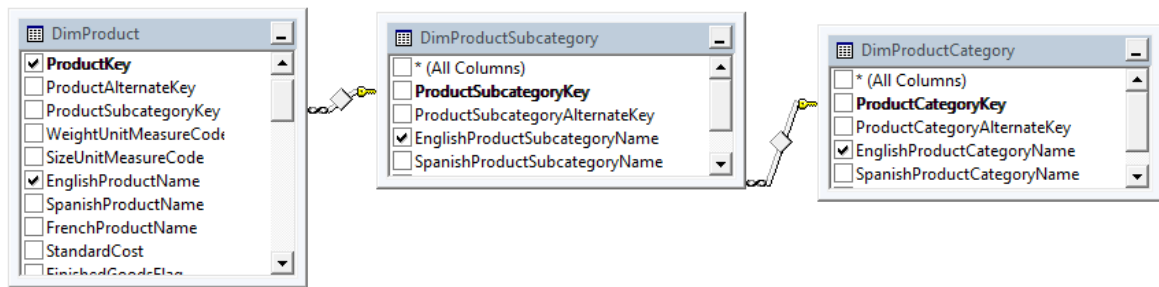 DimProduct
ProductKey
ProductAlternateKey
ProductSubcategoryKey
WeightUnitMeasureCode
SizeUnitMeasureCode
EnglishProductName
SpanishProductName
FrenchProductName
StandardCost
FinishedGoodsFlag
DimProductSubcategory
* (All Columns)
ProductSubcategoryKey
ProductSubcategoryAlternateKey
EnglishProductSubcategoryName
SpanishProductSubcategoryName
DimProductCategory
* (All Columns)
ProductCategoryKey
ProductCategoryAlternateKey
EnglishProductCategoryName
SpanishProductCategoryName